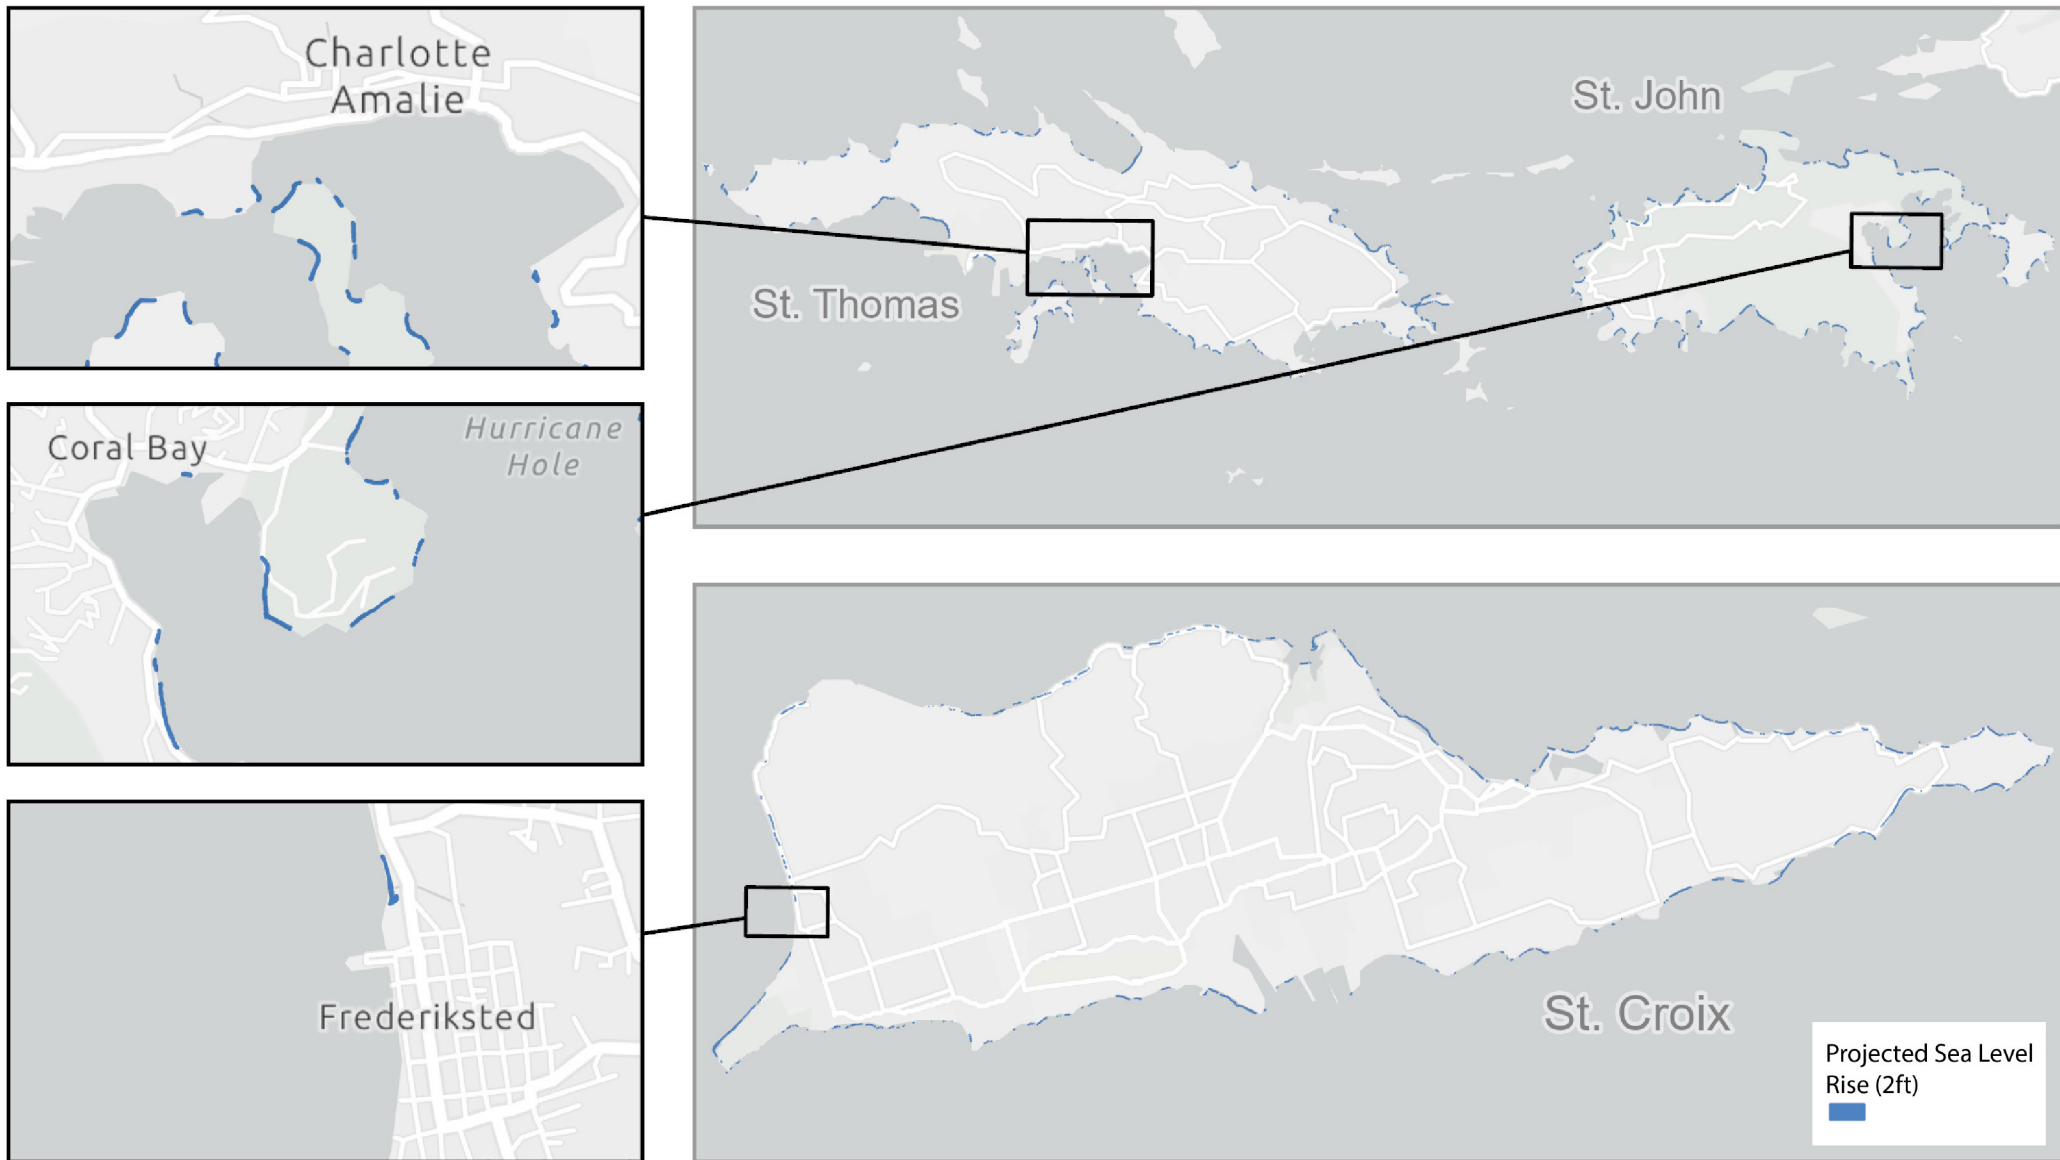 Charlotte
Amalie
St. John
St. Thomas
Coral Bay
Hurricane
Hole
Frederiksted
St. Croix
Projected Sea Level
Rise (2ft)